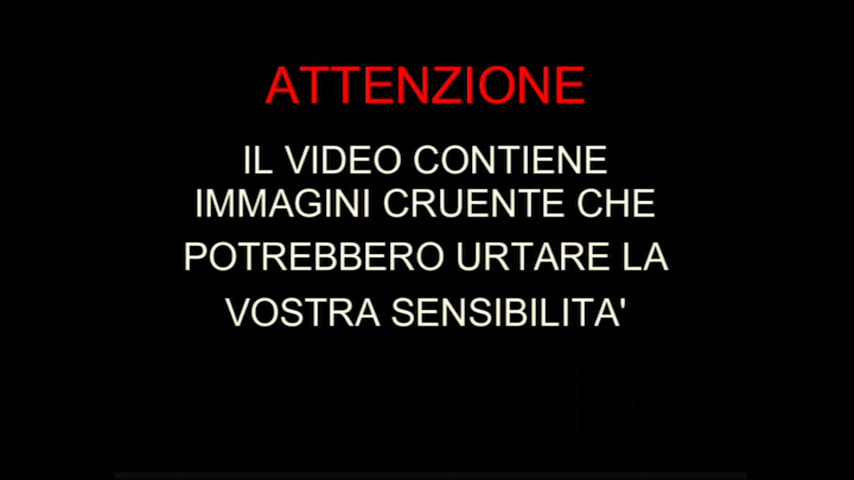 ATTENZIONE
IL VIDEO CONTIENE
IMMAGINI CRUENTE CHE
POTREBBERO URTARE LA
VOSTRA SENSIBILITA'